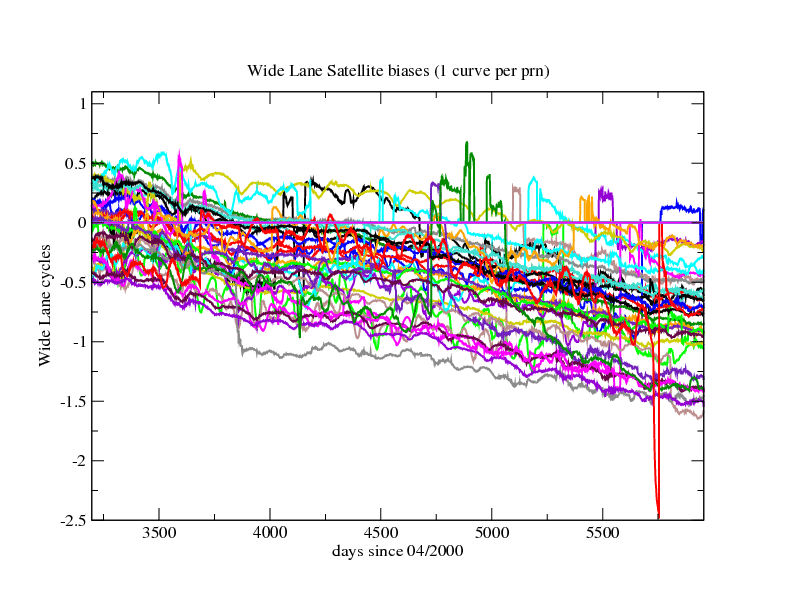 Wide Lane Satellite biases (1 curve per prn)
1
0.5
0
-0.5
-1
-1.5
-2
-2.5
Wide Lane cycles
3500 4000 4500 5000 5500
days since 04/2000